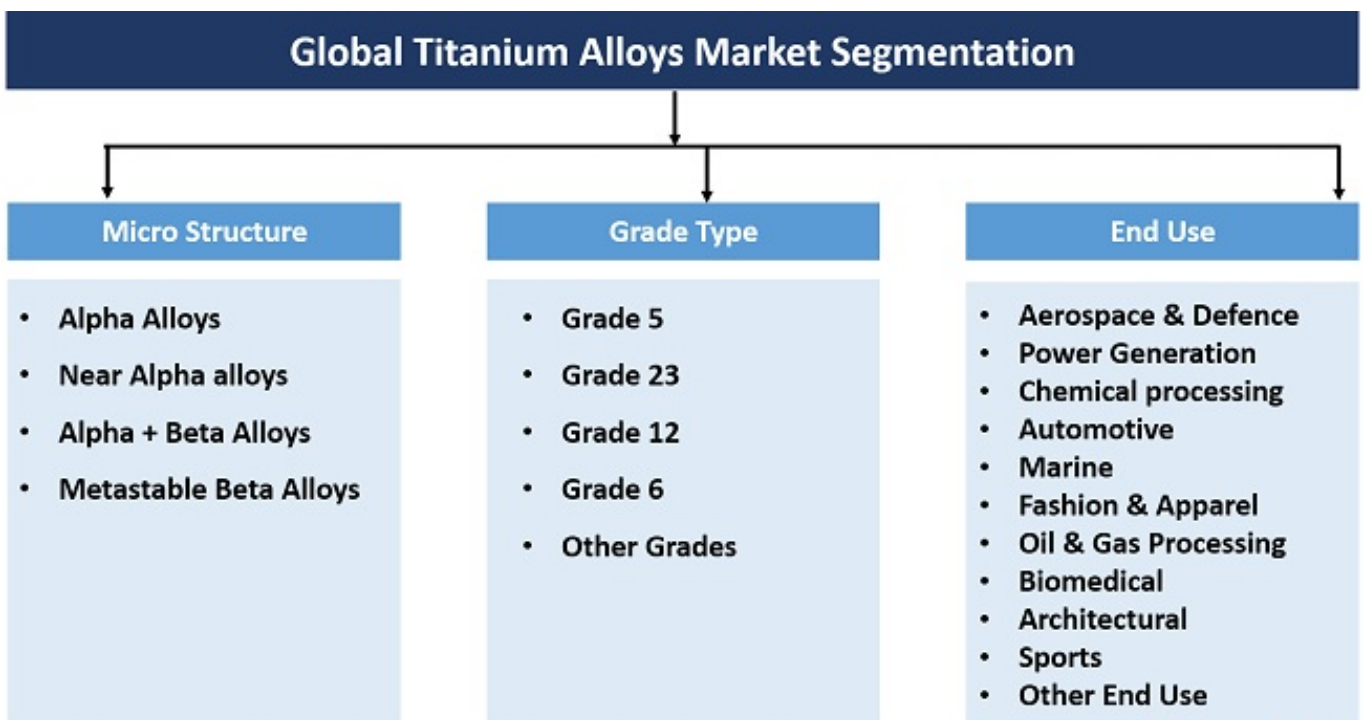 Global Titanium Alloys Market Segmentation
Micro Structure
• Alpha Alloys
• Near Alpha alloys
• Alpha + Beta Alloys
• Metastable Beta Alloys
Grade Type
• Grade 5
• Grade 23
• Grade 12
• Grade 6
• Other Grades
End Use
• Aerospace & Defence
• Power Generation
• Chemical processing
• Automotive
• Marine
• Fashion & Apparel
• Oil & Gas Processing
• Biomedical
• Architectural
• Sports
• Other End Use